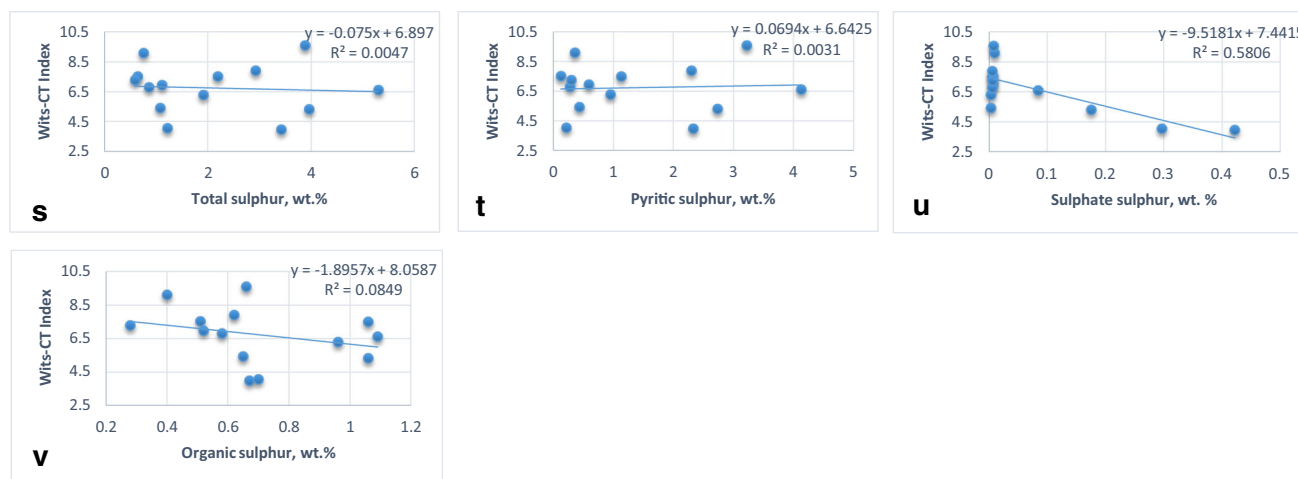 y = -0.075x + 6.897
R² = 0.0047
Wits-CT Index
10.5
8.5
6.5
4.5
2.5
0
2
4
6
Total sulphur, wt.%
s
y = 0.0694x + 6.6425
R² = 0.0031
Wits-CT Index
10.5
8.5
6.5
4.5
2.5
0
1
2
3
4
5
Pyritic sulphur, wt.%
t
y = -9.5181x + 7.4415
R² = 0.5806
Wits-CT Index
10.5
8.5
6.5
4.5
2.5
0
0.1
0.2
0.3
0.4
0.5
Sulphate sulphur, wt. %
u
y = -1.8957x + 8.0587
R² = 0.0849
Wits-CT Index
10.5
8.5
6.5
4.5
2.5
0.2
0.4
0.6
0.8
1
1.2
Organic sulphur, wt.%
v